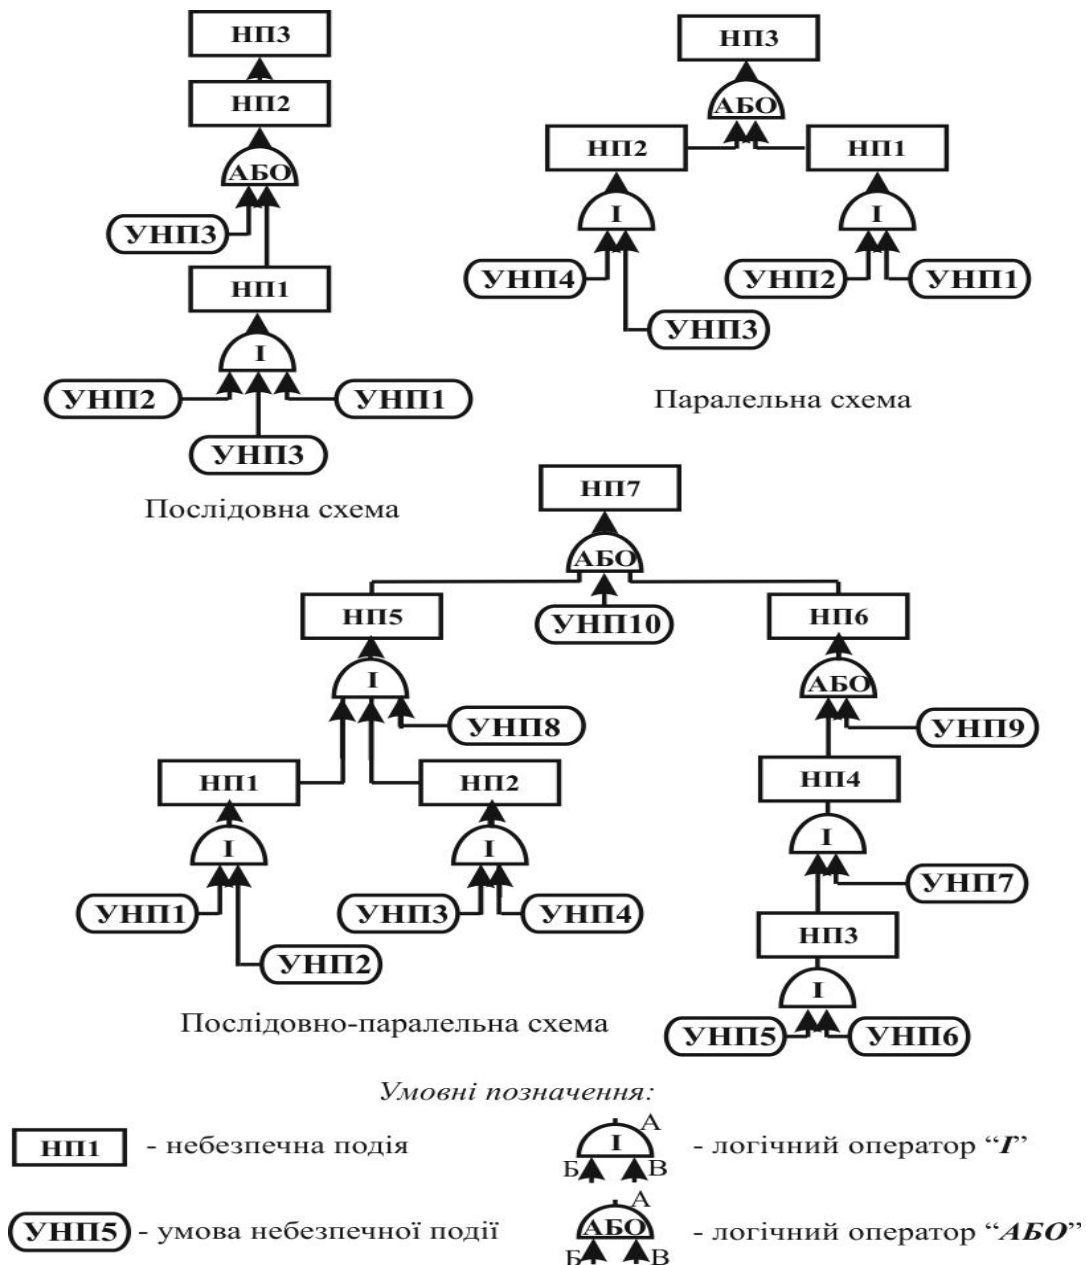 НП3
НП2
АБО
УНП3
НП1
І
УНП2
УНП1
УНП3
Послідовна схема
НП3
АБО
НП2
НП1
І
І
УНП4
УНП2
УНП1
УНП3
Паралельна схема
НП7
АБО
НП5
УНП10
НП6
І
АБО
УНП8
УНП9
НП1
НП2
НП4
І
І
І
УНП7
УНП1
УНП3
УНП4
НП3
УНП2
І
УНП5
УНП6
Послідовно-паралельна схема
Умовні позначення:
НП1 - небезпечна подія
А
І
Б В
- логічний оператор “І”
УНП5 - умова небезпечної події
А
АБО
Б В
- логічний оператор “АБО”